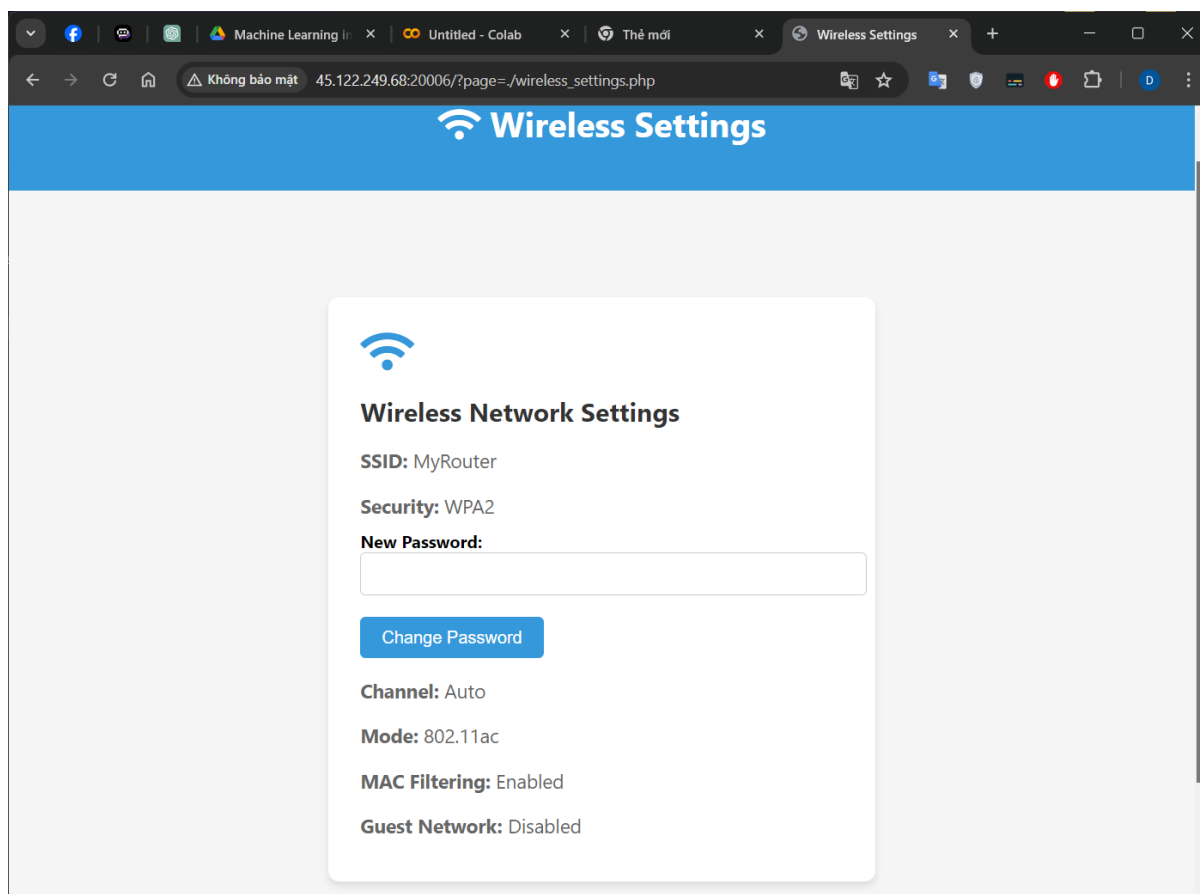 Machine Learning in
Untitled - Colab
Thẻ mới
Wireless Settings
Không bảo mật
45.122.249.68:20006/?page=./wireless_settings.php
D
Wireless Settings
Wireless Network Settings
SSID: MyRouter
Security: WPA2
New Password:
Change Password
Channel: Auto
Mode: 802.11ac
MAC Filtering: Enabled
Guest Network: Disabled